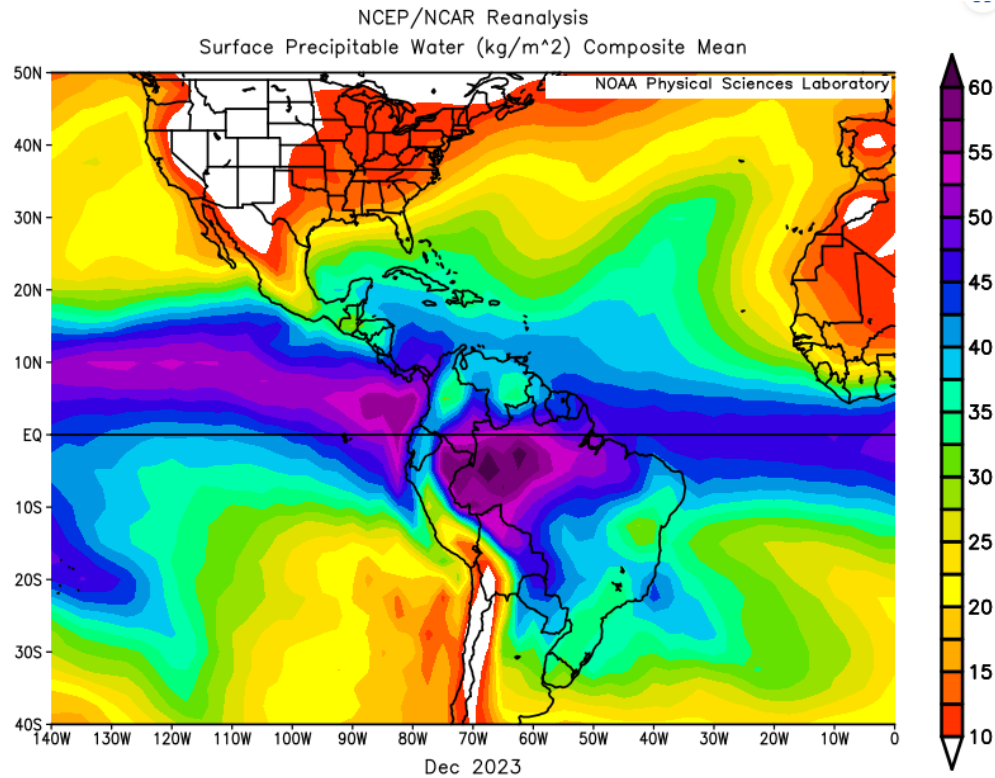 NCEP/NCAR Reanalysis
Surface Precipitable Water (kg/m^2) Composite Mean
NOAA Physical Sciences Laboratory
50N
40N
30N
20N
10N
EQ
10S
20S
30S
40S
140W 130W 120W 110W 100W 90W 80W 70W 60W 50W 40W 30W 20W 10W 0
Dec 2023
60
55
50
45
40
35
30
25
20
15
10